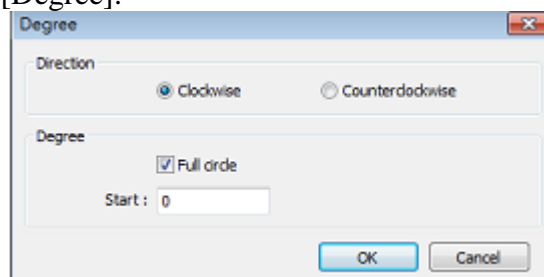 [Degree].
Degree
Direction
Clockwise Counterclockwise
Degree
Full circle
Start : 0
OK Cancel